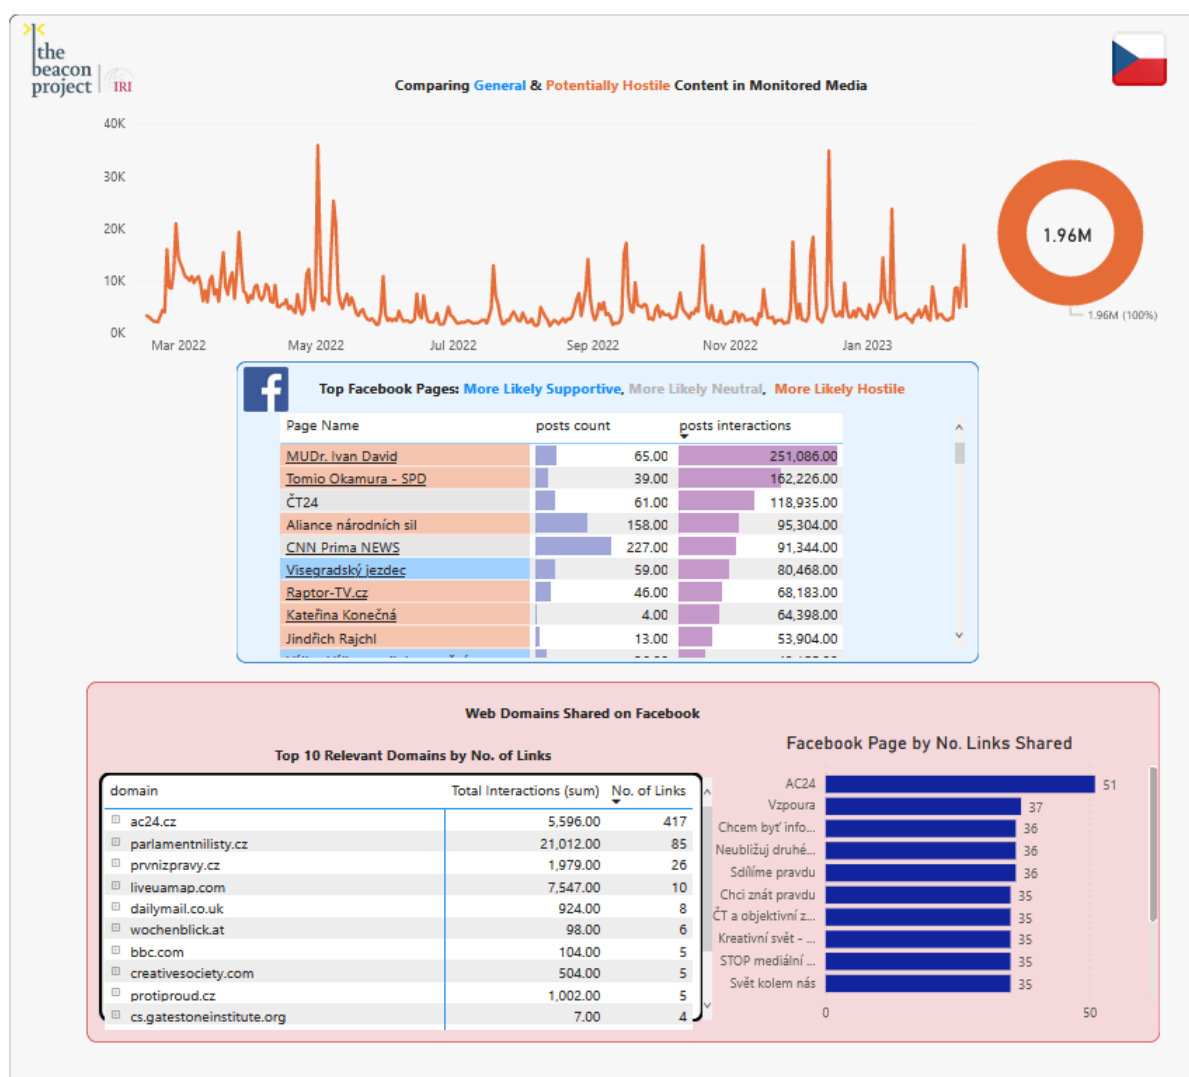 the
beacon
project
IRI
Comparing General & Potentially Hostile Content in Monitored Media
40K
30K
20K
10K
0K
Mar 2022 May 2022 Jul 2022 Sep 2022 Nov 2022 Jan 2023
1.96M
1.96M (100%)
Top Facebook Pages: More Likely Supportive, More Likely Neutral, More Likely Hostile
Page Name posts count posts interactions
MUDr. Ivan David 65.00 251,086.00
Tomio Okamura - SPD 39.00 162,226.00
ČT24 61.00 118,935.00
Aliance národních sil 158.00 95,304.00
CNN Prima NEWS 227.00 91,344.00
Visegradský jezdec 59.00 80,468.00
Raptor-TV.cz 46.00 68,183.00
Kateřina Konečná 4.00 64,398.00
Jindřich Rajchl 13.00 53,904.00
Web Domains Shared on Facebook
Top 10 Relevant Domains by No. of Links
domain Total Interactions (sum) No. of Links
ac24.cz 5,596.00 417
parlamentnilisty.cz 21,012.00 85
prvnizpravy.cz 1,979.00 26
liveuamap.com 7,547.00 10
dailymail.co.uk 924.00 8
wochenblick.at 98.00 6
bbc.com 104.00 5
creativesociety.com 504.00 5
protiproud.cz 1,002.00 5
cs.gatestoneinstitute.org 7.00 4
Facebook Page by No. Links Shared
AC24 51
Vzpoura 37
Chcem byť info... 36
Neubližuj druhé... 36
Sdílíme pravdu 36
Chci znát pravdu 35
ČT a objektivní z... 35
Kreativní svět - ... 35
STOP mediální ... 35
Svět kolem nás 35
0 50